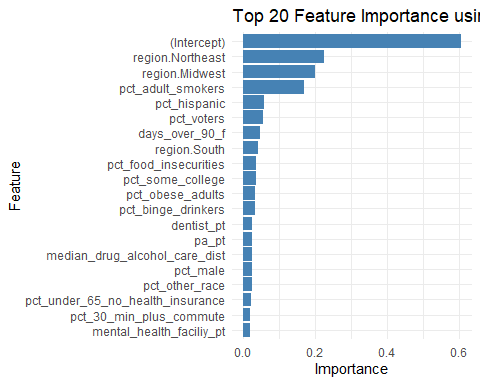 Top 20 Feature Importance usin
(Intercept)
region.Northeast
region.Midwest
pct_adult_smokers
pct_hispanic
pct_voters
days_over_90_f
region.South
pct_food_insecurities
pct_some_college
pct_obese_adults
pct_binge_drinkers
dentist_pt
pa_pt
median_drug_alcohol_care_dist
pct_male
pct_other_race
pct_under_65_no_health_insurance
pct_30_min_plus_commute
mental_health_faciliy_pt
Feature
0.0 0.2 0.4 0.6
Importance